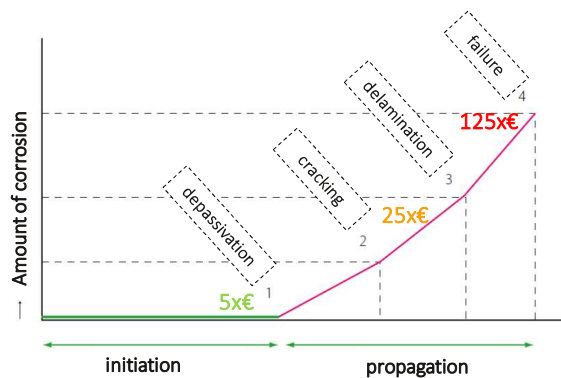 failure
4
delamination
125x€
3
cracking
25x€
2
depassivation
1
5x€
Amount of corrosion
initiation
propagation